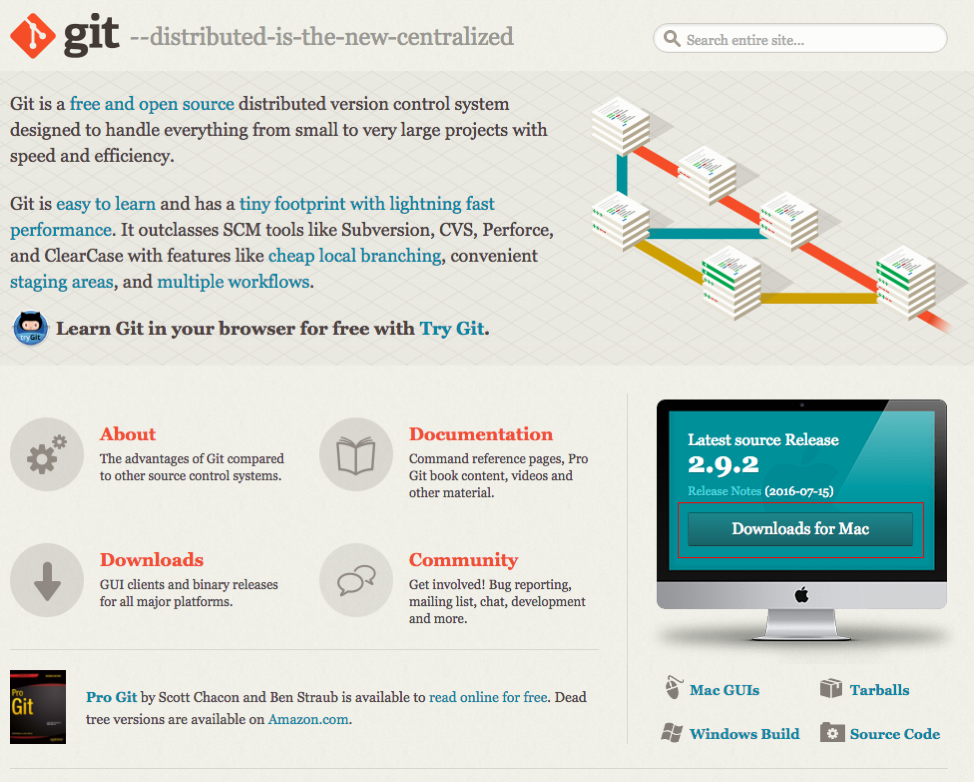 git --distributed-is-the-new-centralized
Search entire site...
Git is a free and open source distributed version control system
designed to handle everything from small to very large projects with
speed and efficiency.
Git is easy to learn and has a tiny footprint with lightning fast
performance. It outclasses SCM tools like Subversion, CVS, Perforce,
and ClearCase with features like cheap local branching, convenient
staging areas, and multiple workflows.
tryGit
Learn Git in your browser for free with Try Git.
About
The advantages of Git compared
to other source control systems.
Documentation
Command reference pages, Pro
Git book content, videos and
other material.
Downloads
GUI clients and binary releases
for all major platforms.
Community
Get involved! Bug reporting,
mailing list, chat, development
and more.
Pro
Git
Pro Git by Scott Chacon and Ben Straub is available to read online for free. Dead
tree versions are available on Amazon.com.
Latest source Release
2.9.2
Release Notes (2016-07-15)
Downloads for Mac
Mac GUIs
Tarballs
Windows Build
Source Code